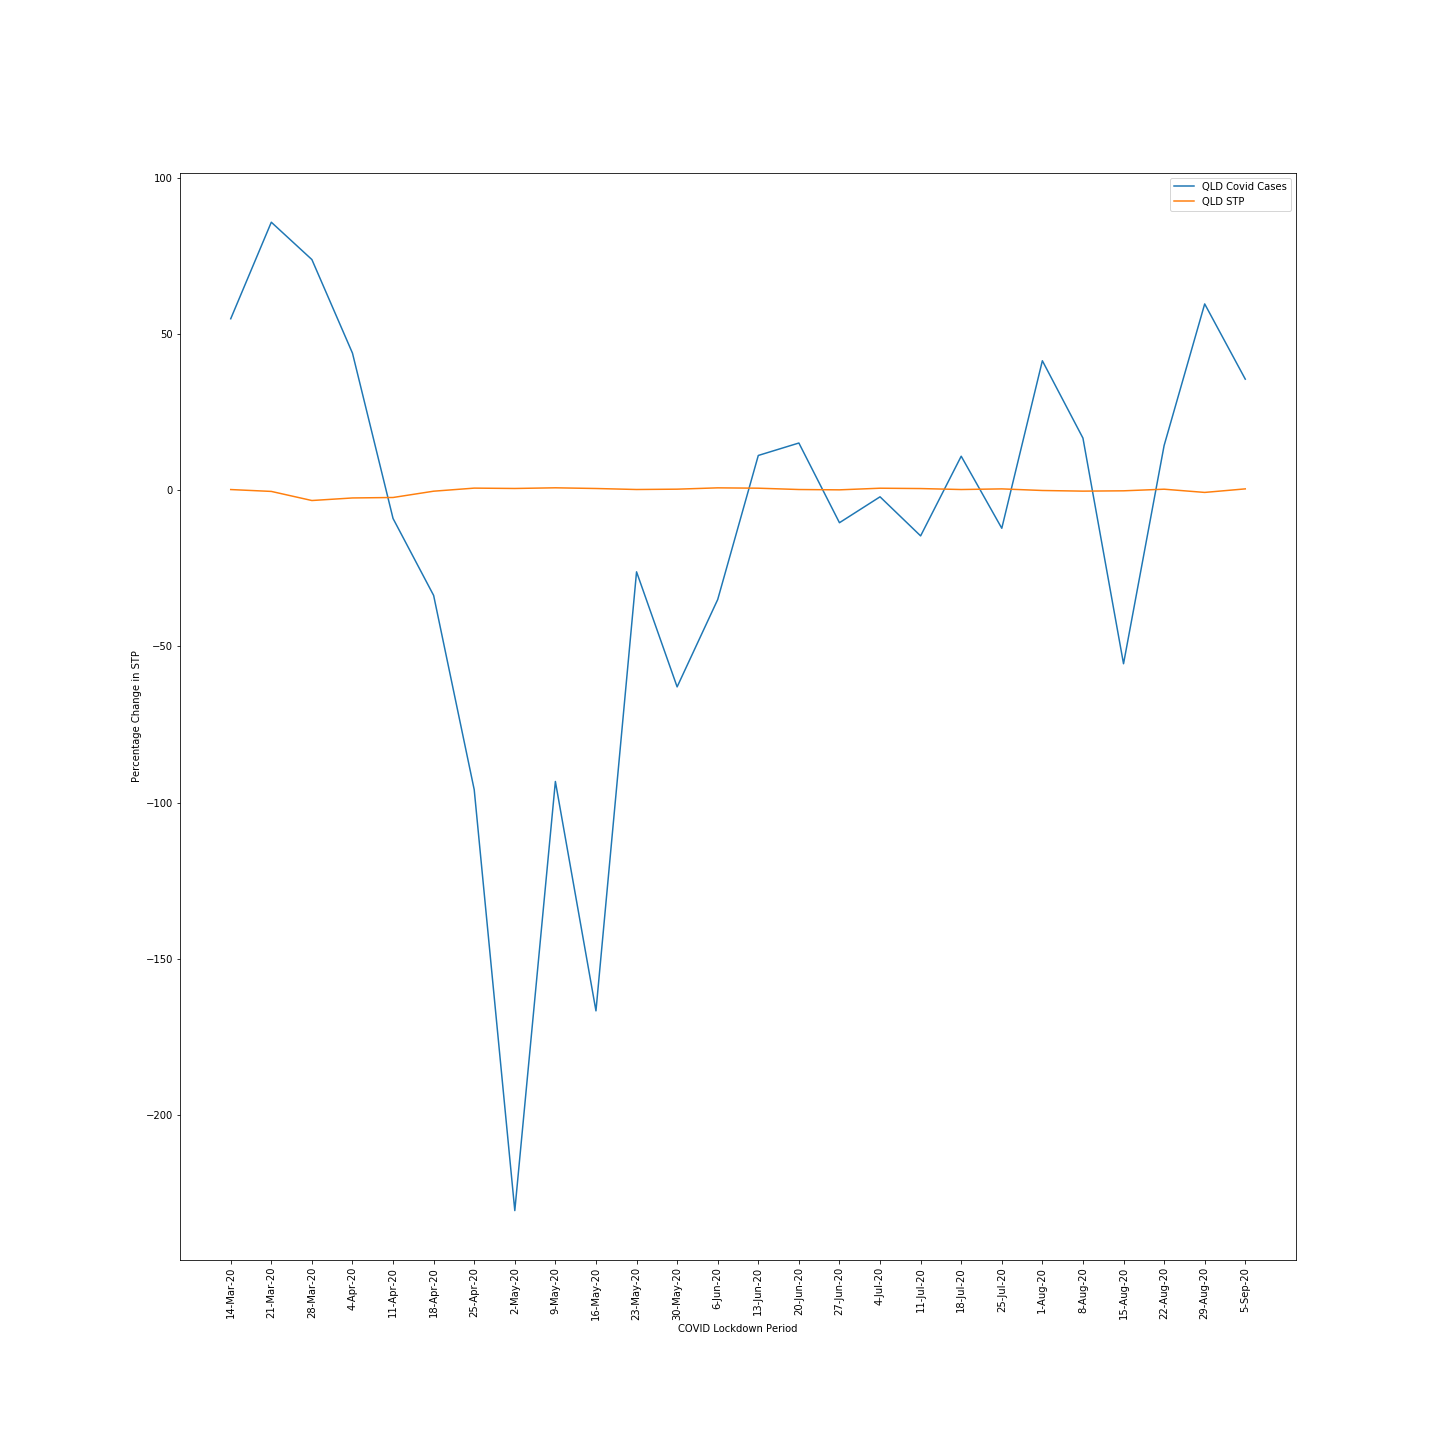 100
50
0
−50
−100
−150
−200
Percentage Change in STP
QLD Covid Cases
QLD STP
14-Mar-20
21-Mar-20
28-Mar-20
4-Apr-20
11-Apr-20
18-Apr-20
25-Apr-20
2-May-20
9-May-20
16-May-20
23-May-20
30-May-20
6-Jun-20
13-Jun-20
20-Jun-20
27-Jun-20
4-Jul-20
11-Jul-20
18-Jul-20
25-Jul-20
1-Aug-20
8-Aug-20
15-Aug-20
22-Aug-20
29-Aug-20
5-Sep-20
COVID Lockdown Period